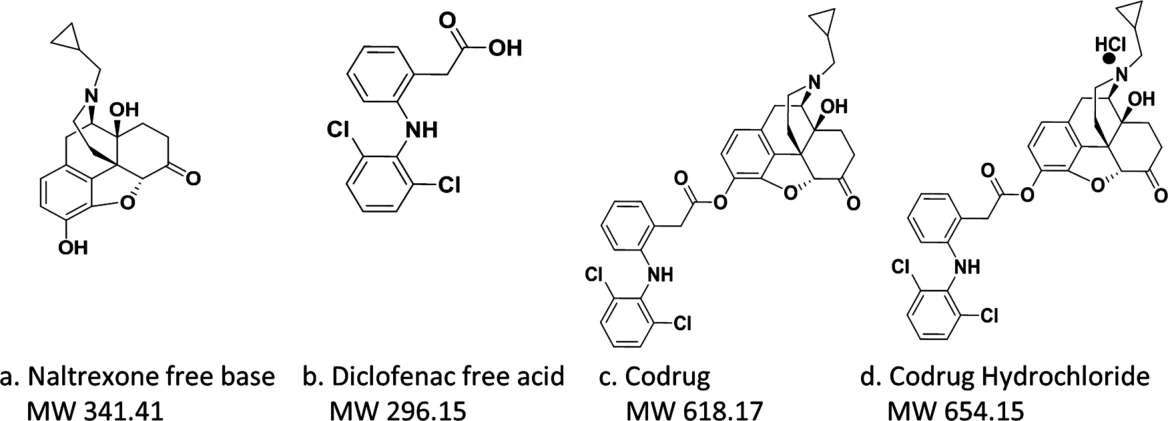 N
OH
O
O
OH
O
OH
Cl
NH
Cl
N
OH
O
O
O
O
Cl
NH
Cl
HCl
N
OH
O
O
O
O
Cl
NH
Cl
a. Naltrexone free base
MW 341.41
b. Diclofenac free acid
MW 296.15
c. Codrug
MW 618.17
d. Codrug Hydrochloride
MW 654.15